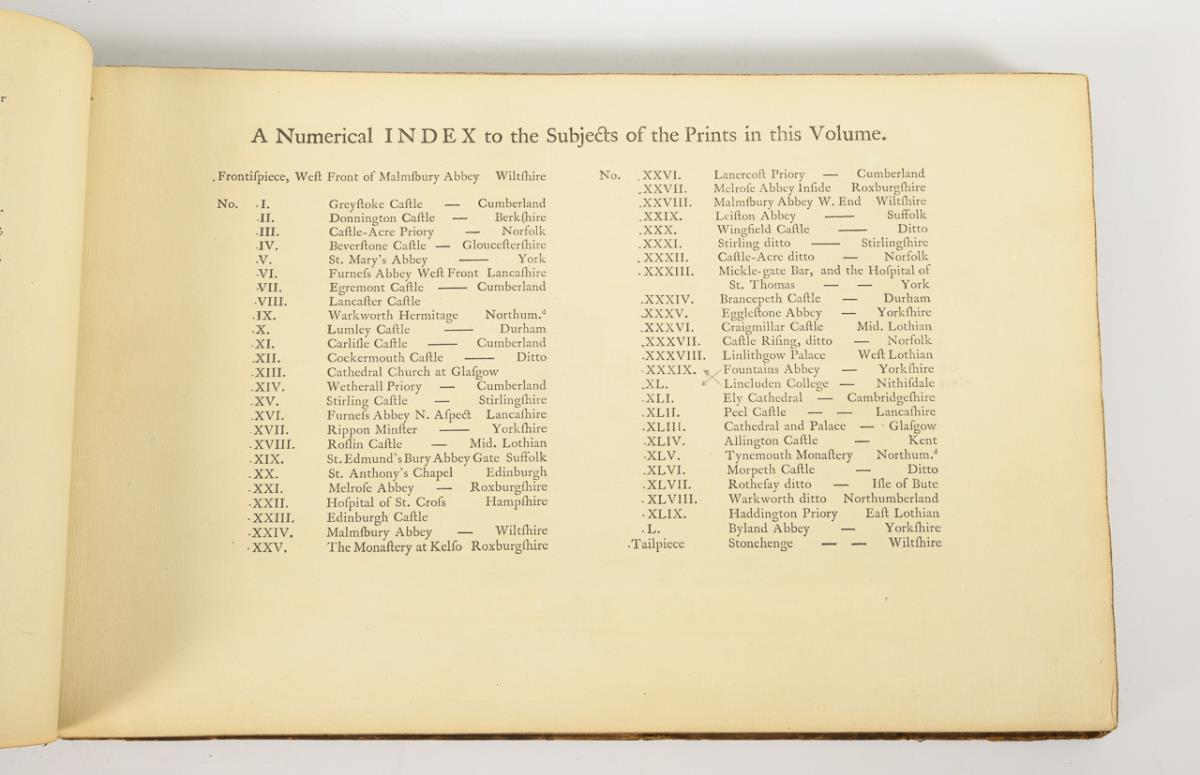 A Numerical INDEX to the Subjects of the Prints in this Volume.
.Frontiſpiece, Weſt Front of Malmſbury Abbey Wiltſhire
No. .I. Greyſtoke Caſtle — Cumberland
.II. Donnington Caſtle — Berkſhire
.III. Caſtle-Acre Priory — Norfolk
.IV. Beverſtone Caſtle — Glouceſterſhire
.V. St. Mary's Abbey — York
.VI. Furneſs Abbey Weſt Front Lancaſhire
.VII. Egremont Caſtle — Cumberland
.VIII. Lancaſter Caſtle
.IX. Warkworth Hermitage Northum.d
.X. Lumley Caſtle — Durham
.XI. Carliſle Caſtle — Cumberland
.XII. Cockermouth Caſtle — Ditto
.XIII. Cathedral Church at Glaſgow
.XIV. Wetherall Priory — Cumberland
.XV. Stirling Caſtle — Stirlingſhire
.XVI. Furneſs Abbey N. Aſpect Lancaſhire
.XVII. Rippon Minſter — Yorkſhire
.XVIII. Roſlin Caſtle — Mid. Lothian
.XIX. St. Edmund's Bury Abbey Gate Suffolk
.XX. St. Anthony's Chapel Edinburgh
.XXI. Melroſe Abbey — Roxburgſhire
.XXII. Hoſpital of St. Croſs Hampſhire
.XXIII. Edinburgh Caſtle
.XXIV. Malmſbury Abbey — Wiltſhire
.XXV. The Monaſtery at Kelſo Roxburgſhire
No. .XXVI. Lanercoſt Priory — Cumberland
.XXVII. Melroſe Abbey Inſide Roxburgſhire
.XXVIII. Malmſbury Abbey W. End Wiltſhire
.XXIX. Leiſton Abbey — Suffolk
.XXX. Wingfield Caſtle — Ditto
.XXXI. Stirling ditto — Stirlingſhire
.XXXII. Caſtle-Acre ditto — Norfolk
.XXXIII. Mickle-gate Bar, and the Hoſpital of
St. Thomas — — York
.XXXIV. Brancepeth Caſtle — Durham
.XXXV. Eggleſtone Abbey — Yorkſhire
.XXXVI. Craigmillar Caſtle Mid. Lothian
.XXXVII. Caſtle Riſing, ditto — Norfolk
.XXXVIII. Linlithgow Palace Weſt Lothian
.XXXIX. Fountains Abbey — Yorkſhire
.XL. Lincluden College — Nithiſdale
.XLI. Ely Cathedral — Cambridgeſhire
.XLII. Peel Caſtle — — Lancaſhire
.XLIII. Cathedral and Palace — Glaſgow
.XLIV. Allington Caſtle — Kent
.XLV. Tynemouth Monaſtery Northum.d
.XLVI. Morpeth Caſtle — Ditto
.XLVII. Rotheſay ditto — Iſle of Bute
.XLVIII. Warkworth ditto Northumberland
.XLIX. Haddington Priory Eaſt Lothian
.L. Byland Abbey — Yorkſhire
.Tailpiece Stonehenge — — Wiltſhire